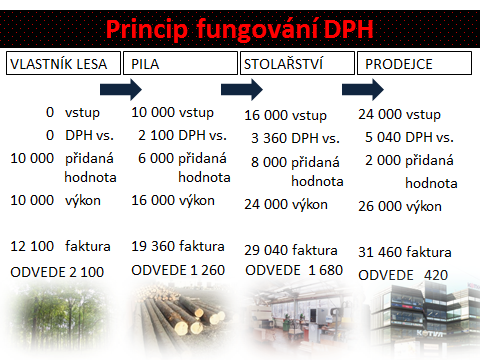 Princip fungování DPH
VLASTNÍK LESA
PILA
STOLAŘSTVÍ
PRODEJCE
0 vstup
0 DPH vs.
10 000 přidaná
hodnota
10 000 výkon
12 100 faktura
ODVEDE 2 100
10 000 vstup
2 100 DPH vs.
6 000 přidaná
hodnota
16 000 výkon
19 360 faktura
ODVEDE 1 260
16 000 vstup
3 360 DPH vs.
8 000 přidaná
hodnota
24 000 výkon
29 040 faktura
ODVEDE 1 680
24 000 vstup
5 040 DPH vs.
2 000 přidaná
hodnota
26 000 výkon
31 460 faktura
ODVEDE 420
KOTVA